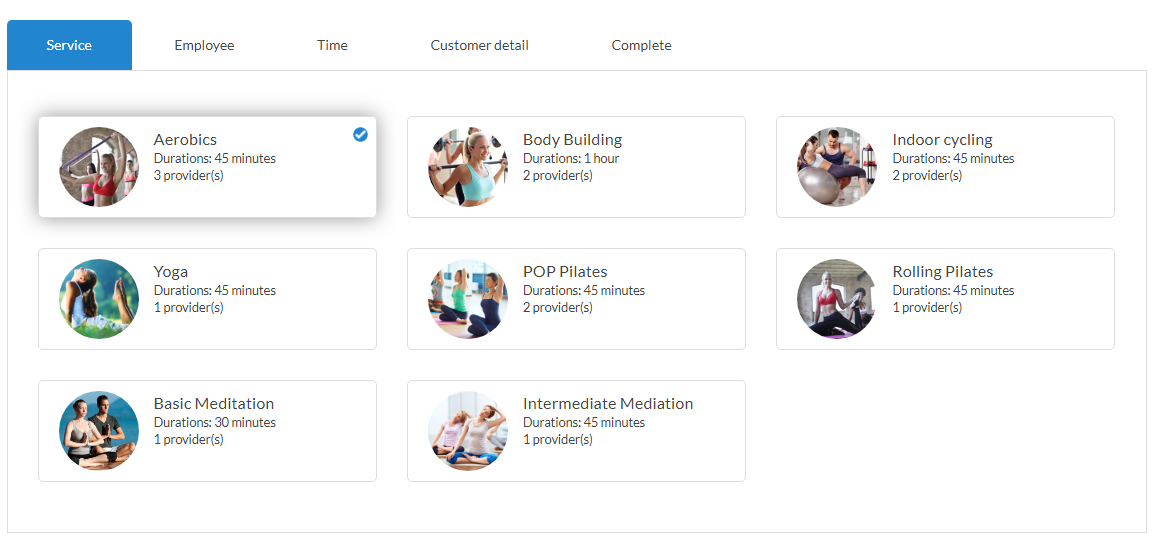 Service
Employee
Time
Customer detail
Complete
Aerobics
Durations: 45 minutes
3 provider(s)
Body Building
Durations: 1 hour
2 provider(s)
Indoor cycling
Durations: 45 minutes
2 provider(s)
Yoga
Durations: 45 minutes
1 provider(s)
POP Pilates
Durations: 45 minutes
2 provider(s)
Rolling Pilates
Durations: 45 minutes
1 provider(s)
Basic Meditation
Durations: 30 minutes
1 provider(s)
Intermediate Mediation
Durations: 45 minutes
1 provider(s)